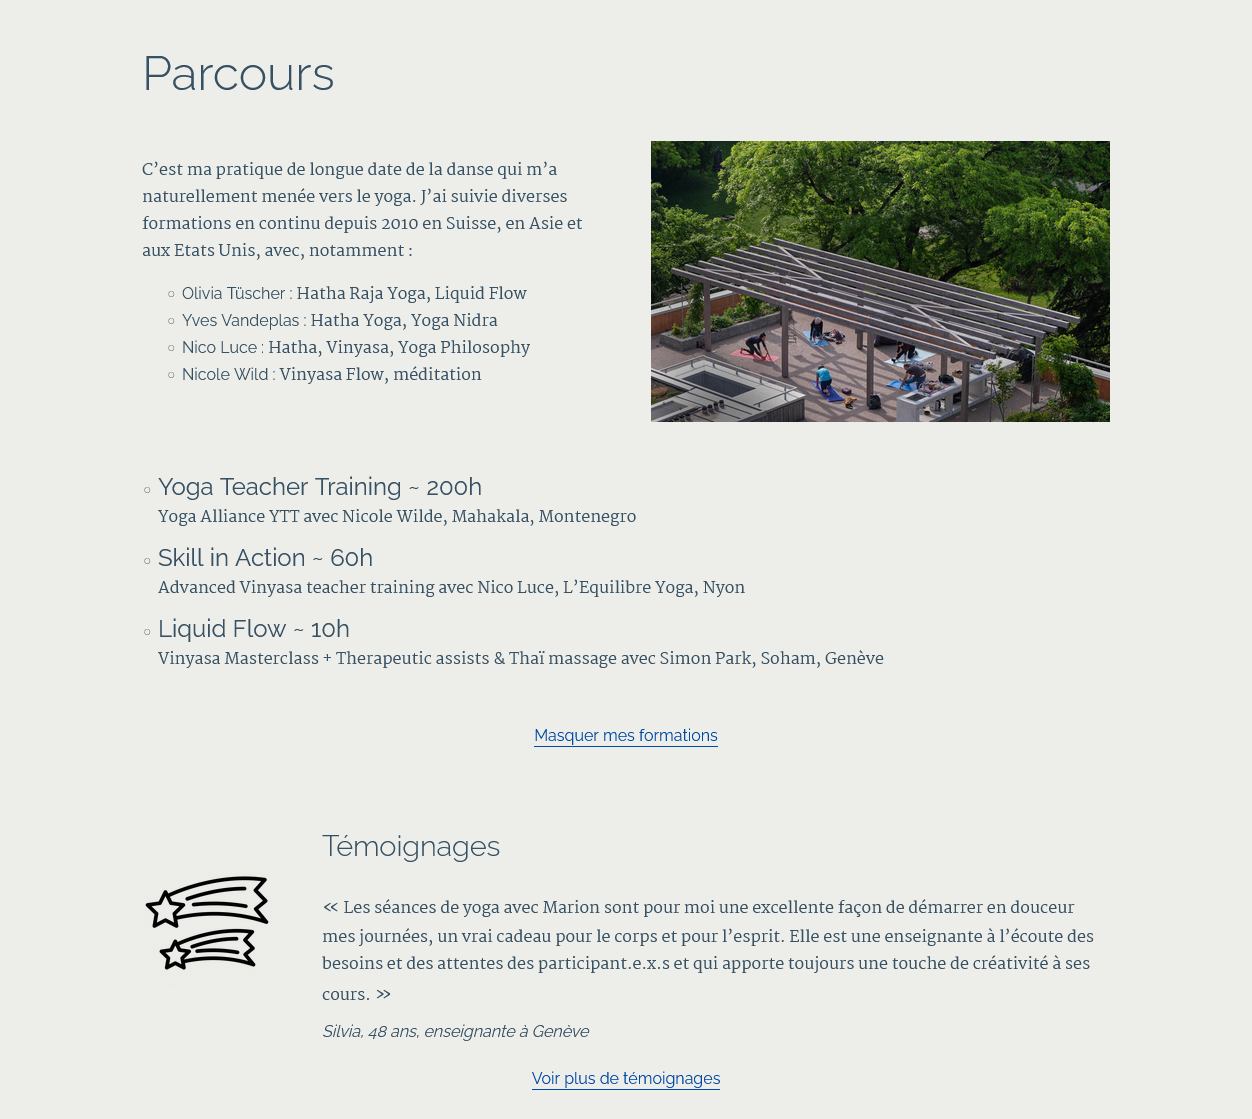 Parcours
C’est ma pratique de longue date de la danse qui m’a
naturellement menée vers le yoga. J’ai suivie diverses
formations en continu depuis 2010 en Suisse, en Asie et
aux Etats Unis, avec, notamment :
Olivia Tüscher : Hatha Raja Yoga, Liquid Flow
Yves Vandeplas : Hatha Yoga, Yoga Nidra
Nico Luce : Hatha, Vinyasa, Yoga Philosophy
Nicole Wild : Vinyasa Flow, méditation
Yoga Teacher Training ~ 200h
Yoga Alliance YTT avec Nicole Wilde, Mahakala, Montenegro
Skill in Action ~ 60h
Advanced Vinyasa teacher training avec Nico Luce, L’Equilibre Yoga, Nyon
Liquid Flow ~ 10h
Vinyasa Masterclass + Therapeutic assists & Thaï massage avec Simon Park, Soham, Genève
Masquer mes formations
Témoignages
« Les séances de yoga avec Marion sont pour moi une excellente façon de démarrer en douceur
mes journées, un vrai cadeau pour le corps et pour l’esprit. Elle est une enseignante à l’écoute des
besoins et des attentes des participant.e.x.s et qui apporte toujours une touche de créativité à ses
cours. »
Silvia, 48 ans, enseignante à Genève
Voir plus de témoignages